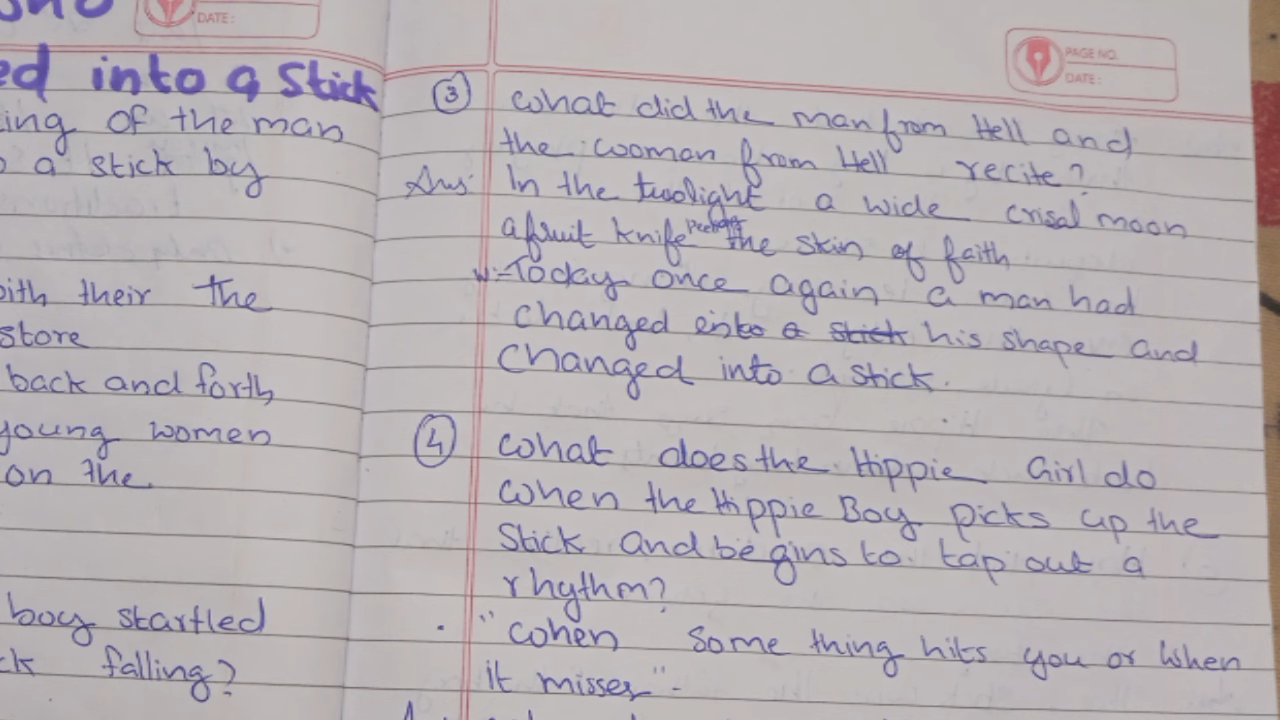 DATE:
ed into a Stick
ing of the man
o a stick by
with their the
store
back and forth
young women
on the
boy startled
ck falling?
PAGE NO.
DATE:
③ what did the man from Hell and
the woman from Hell recite?
Ans: In the twolight a wide crisal moon
a fruit knife the skin of faith
w:- Today once again a man had
changed into a stick his shape and
changed into a stick.
④ what does the Hippie Girl do
when the Hippie Boy picks up the
Stick and begins to tap out a
rhythm?
"when some thing hits you or when
it misses" -